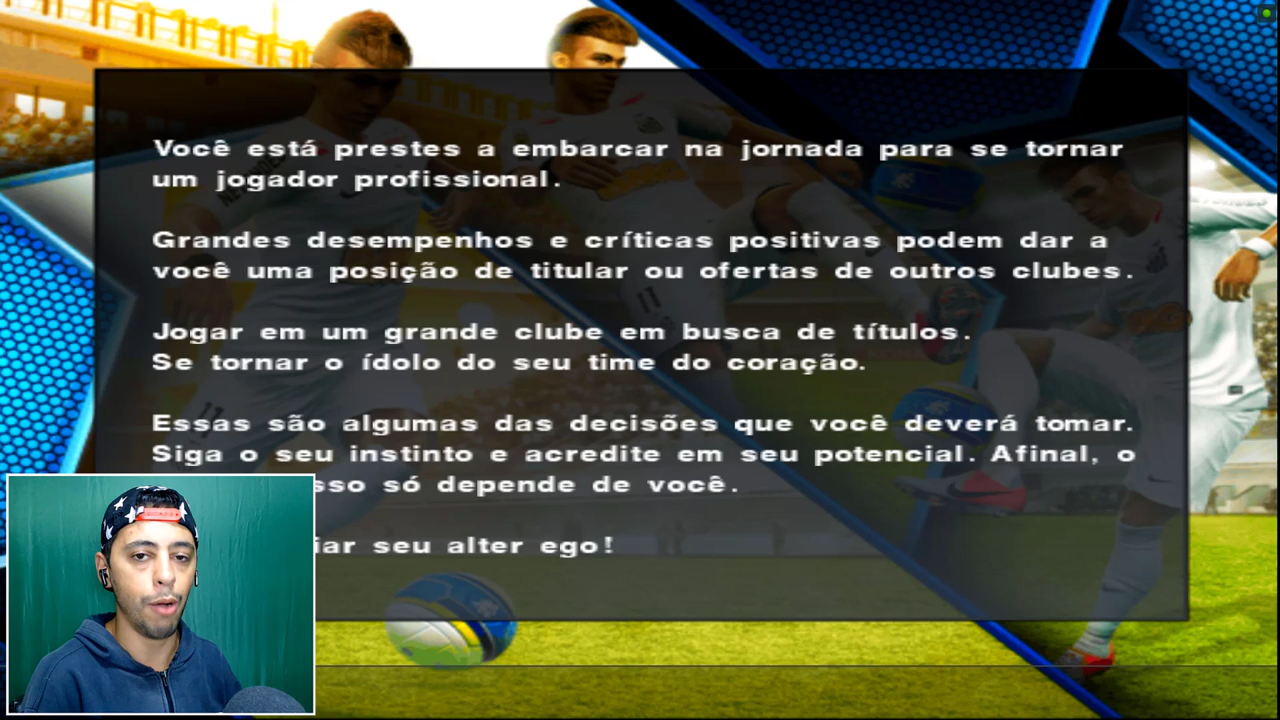 Você está prestes a embarcar na jornada para se tornar
um jogador profissional.
Grandes desempenhos e críticas positivas podem dar a
você uma posição de titular ou ofertas de outros clubes.
Jogar em um grande clube em busca de títulos.
Se tornar o ídolo do seu time do coração.
Essas são algumas das decisões que você deverá tomar.
Siga o seu instinto e acredite em seu potencial. Afinal, o
sso só depende de você.
iar seu alter ego!
11
11